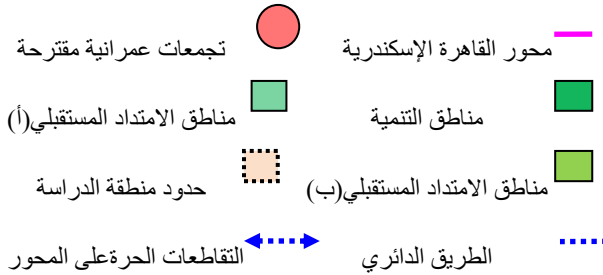 محور القاهرة الإسكندرية
تجمعات عمرانية مقترحة
مناطق التنمية
مناطق الامتداد المستقبلي(أ)
مناطق الامتداد المستقبلي(ب)
حدود منطقة الدراسة
الطريق الدائري
التقاطعات الحرةعلى المحور